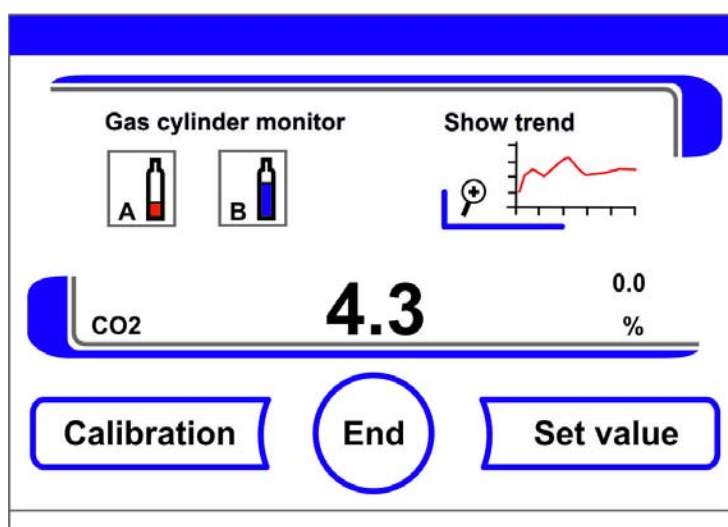 Gas cylinder monitor
Show trend
A
B
0.0
CO2
4.3
%
Calibration
End
Set value